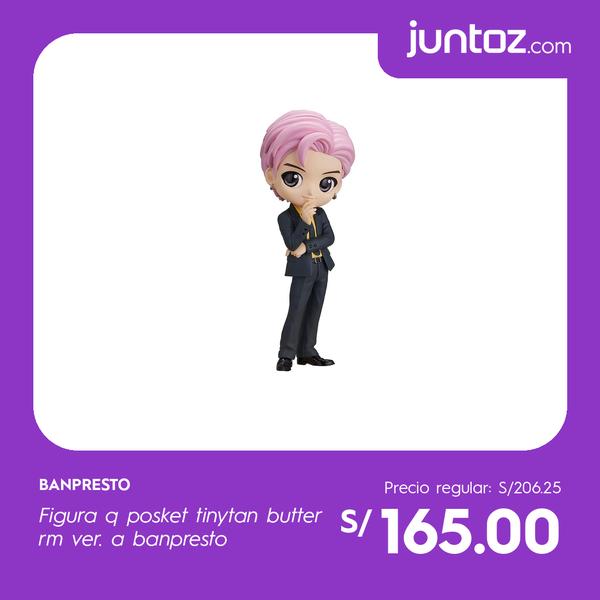 juntoz.com
BANPRESTO
Figura q posket tinytan butter
rm ver. a banpresto
Precio regular: S/206.25
S/165.00